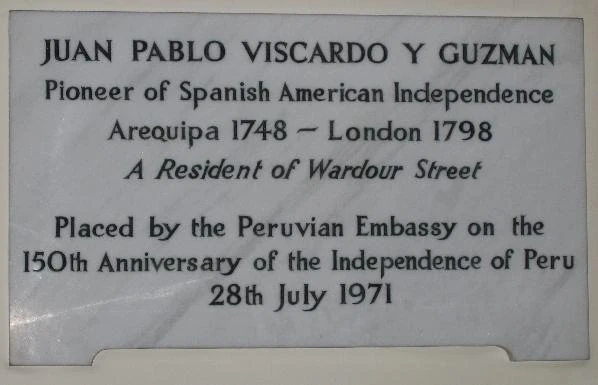 JUAN PABLO VISCARDO Y GUZMAN
Pioneer of Spanish American Independence
Arequipa 1748 ~ London 1798
A Resident of Wardour Street
Placed by the Peruvian Embassy on the
150th Anniversary of the Independence of Peru
28th July 1971